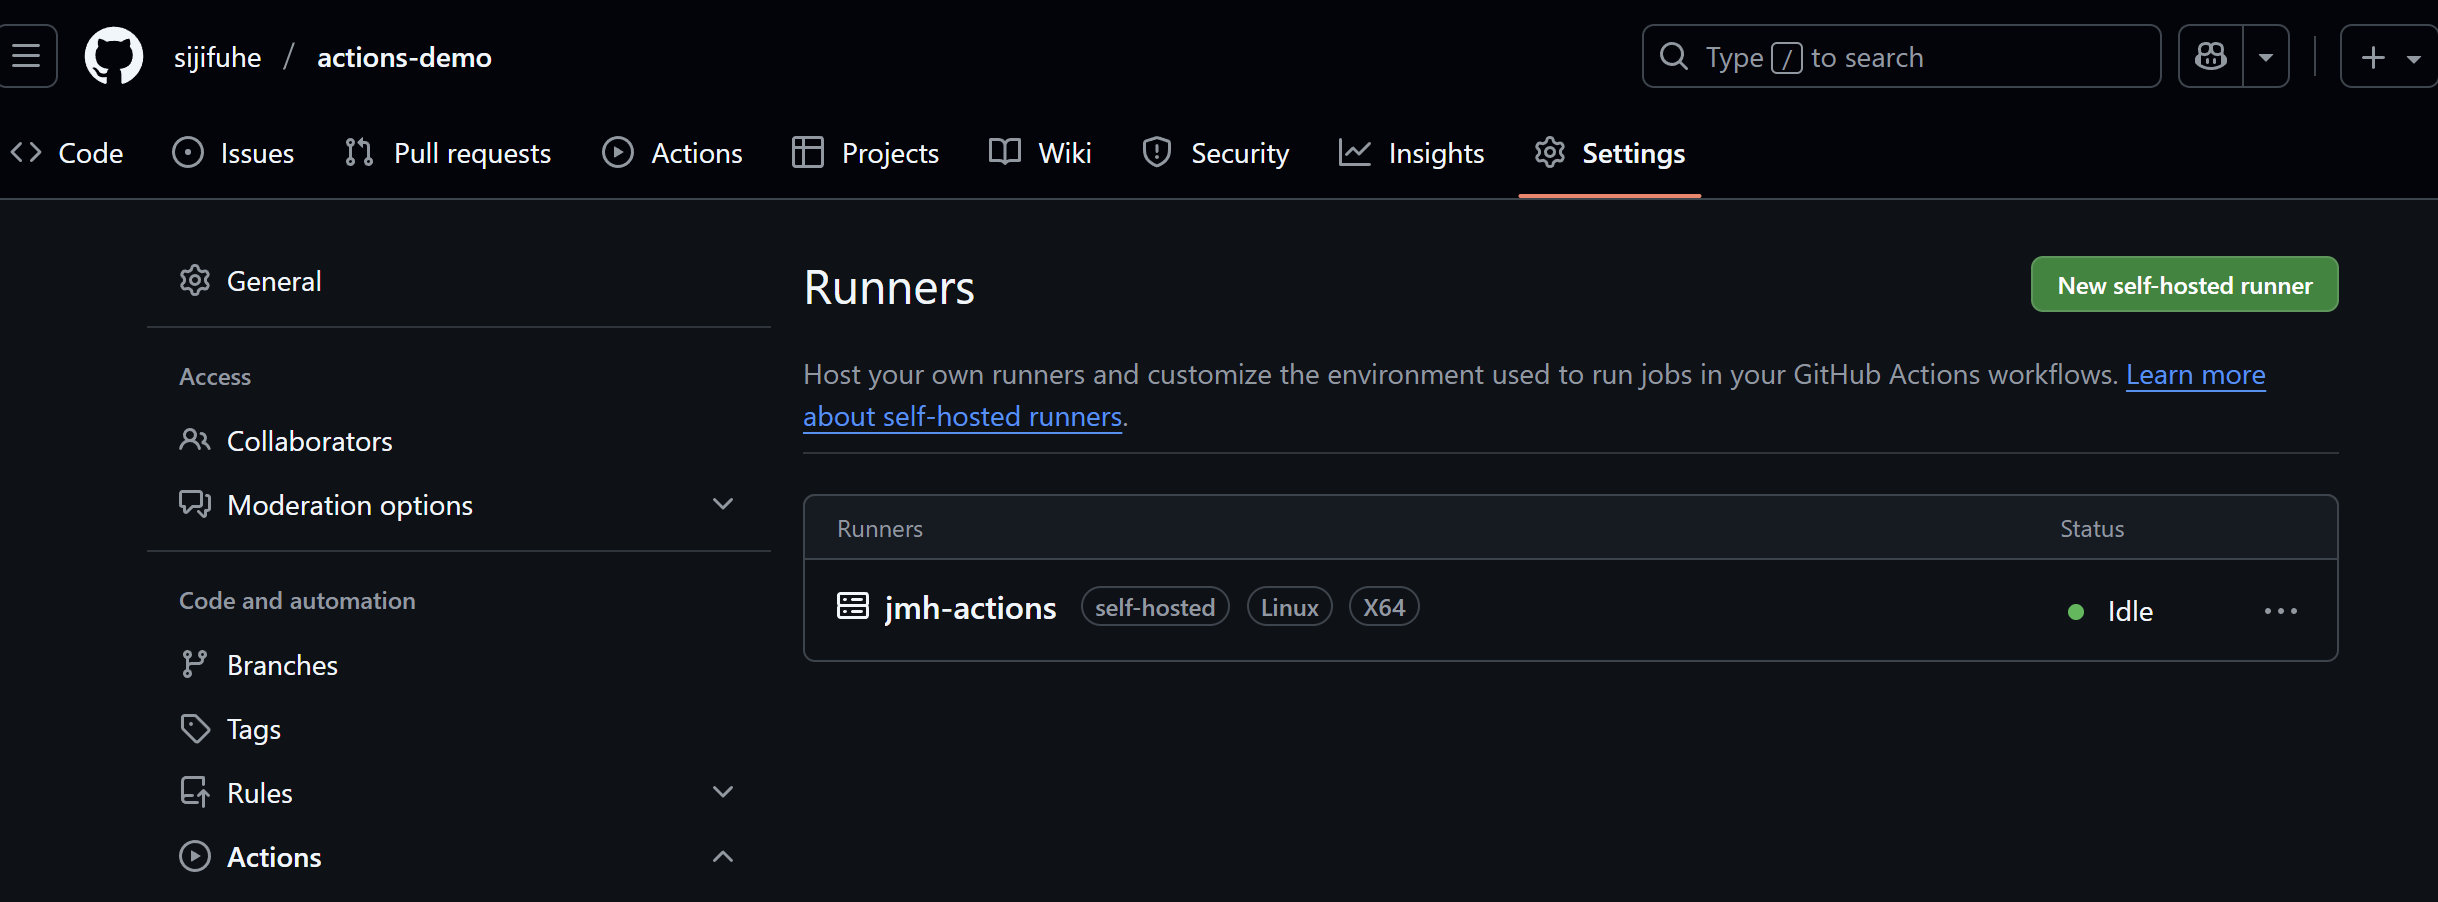 sijifuhe / actions-demo
Type / to search
Code Issues Pull requests Actions Projects Wiki Security Insights Settings
General
Access
Collaborators
Moderation options
Code and automation
Branches
Tags
Rules
Actions
Runners
New self-hosted runner
Host your own runners and customize the environment used to run jobs in your GitHub Actions workflows. Learn more
about self-hosted runners.
Runners Status
jmh-actions self-hosted Linux X64 Idle